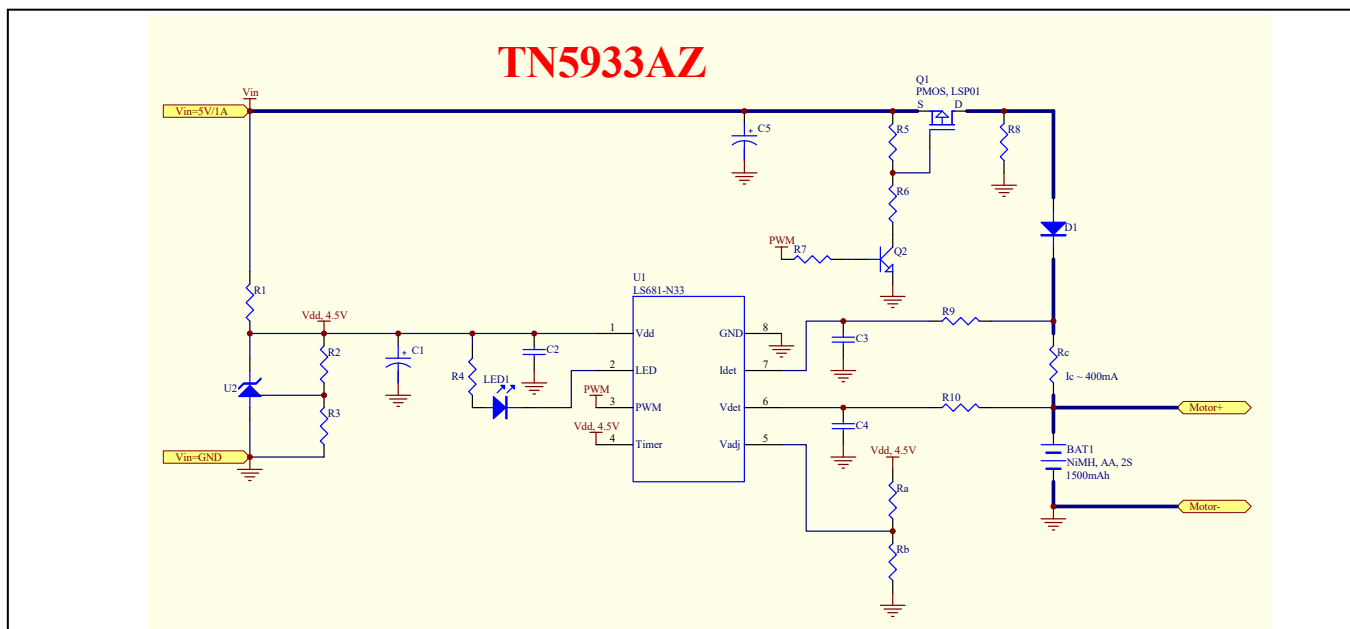 TN5933AZ
Vin
Vin=5V/1A
Q1
PMOS, LSP01
S
D
C5
R5
R8
R6
D1
PWM
R7
Q2
U1
LS681-N33
R1
Vdd, 4.5V
R9
1
Vdd
GND
8
C3
R2
C1
C2
Rc
U2
R4
LED1
2
LED
Idet
7
Ic ~ 400mA
PWM
R10
R3
3
PWM
Vdet
6
Motor+
Vdd, 4.5V
C4
4
Timer
Vadj
5
Vin=GND
Vdd, 4.5V
BAT1
NiMH, AA, 2S
1500mAh
Ra
Motor-
Rb